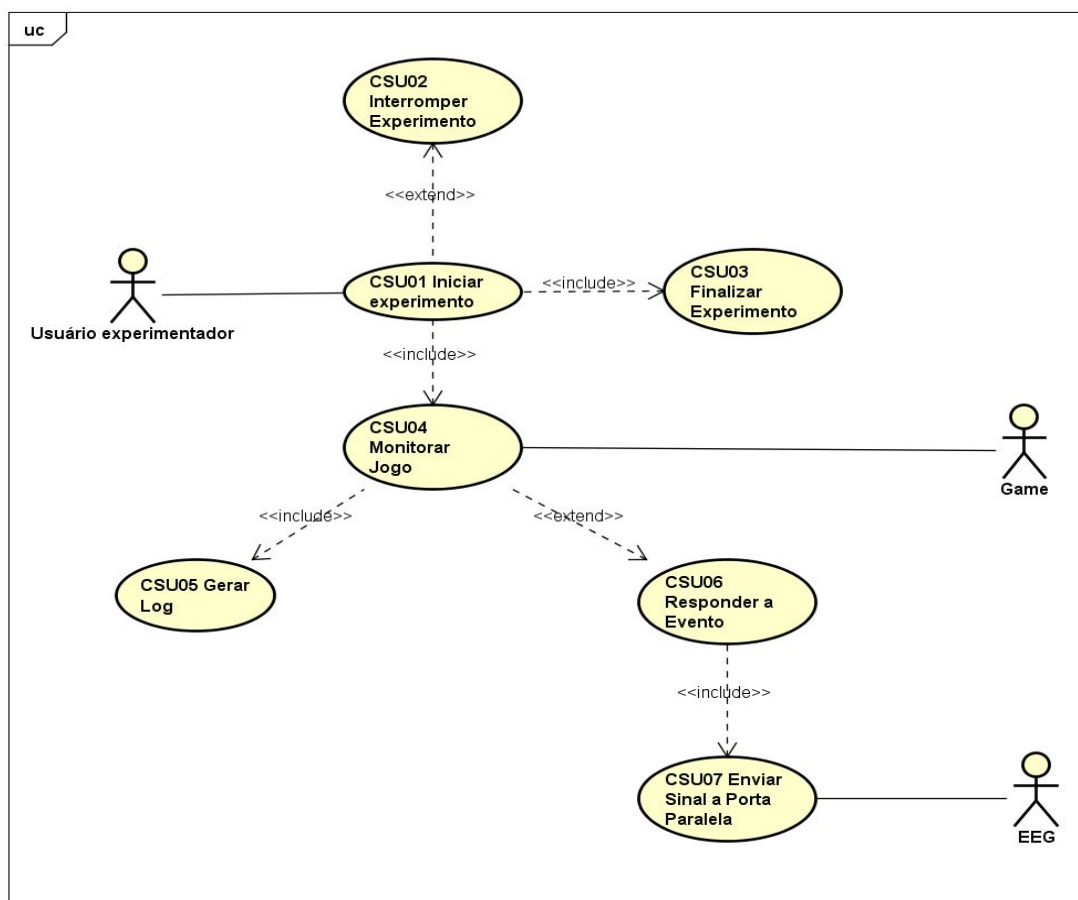 uc
CSU02
Interromper
Experimento
<<extend>>
Usuário experimentador
CSU01 Iniciar
experimento
<<include>>
CSU03
Finalizar
Experimento
<<include>>
CSU04
Monitorar
Jogo
Game
<<include>>
<<extend>>
CSU05 Gerar
Log
CSU06
Responder a
Evento
<<include>>
CSU07 Enviar
Sinal a Porta
Paralela
EEG